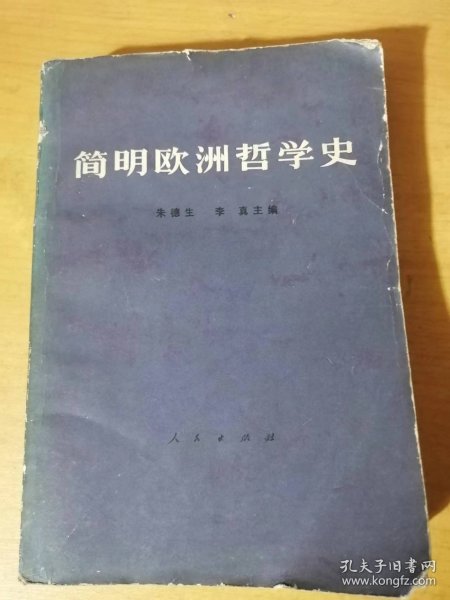 简明欧洲哲学史
朱德生 李真主编
人民出版社
孔夫子旧书网
www.kongfz.com